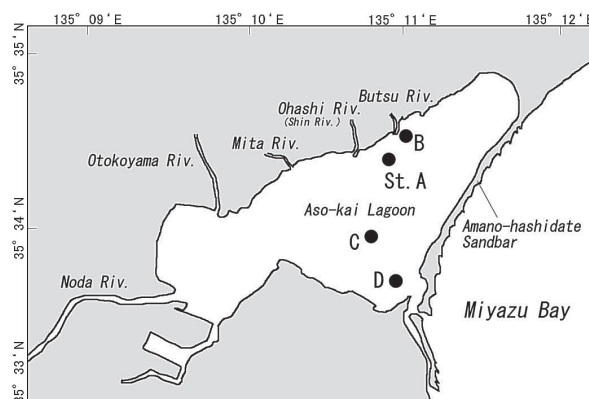 135° 09'E
135° 10'E
135° 11'E
135° 12'E
35° 35'N
35° 34'N
35° 33'N
Butsu Riv.
Ohashi Riv.
(Shin Riv.)
Mita Riv.
Otokoyama Riv.
B
St. A
Aso-kai Lagoon
Amano-hashidate
Sandbar
C
D
Noda Riv.
Miyazu Bay